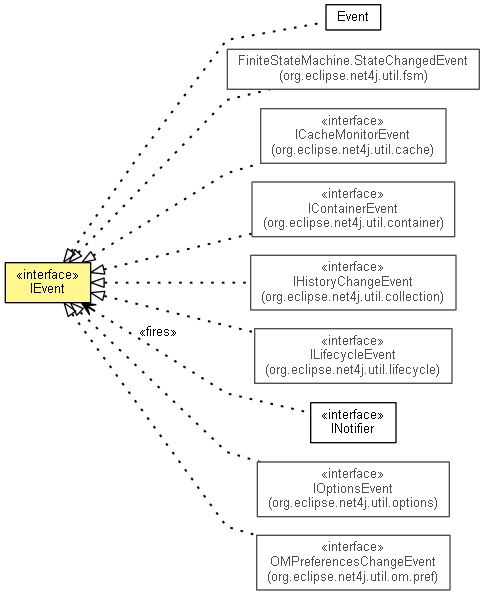 Event
FiniteStateMachine.StateChangedEvent
(org.eclipse.net4j.util.fsm)
«interface»
ICacheMonitorEvent
(org.eclipse.net4j.util.cache)
«interface»
IContainerEvent
(org.eclipse.net4j.util.container)
«interface»
IEvent
«interface»
IHistoryChangeEvent
(org.eclipse.net4j.util.collection)
«fires»
«interface»
ILifecycleEvent
(org.eclipse.net4j.util.lifecycle)
«interface»
INotifier
«interface»
IOptionsEvent
(org.eclipse.net4j.util.options)
«interface»
OMPreferencesChangeEvent
(org.eclipse.net4j.util.om.pref)